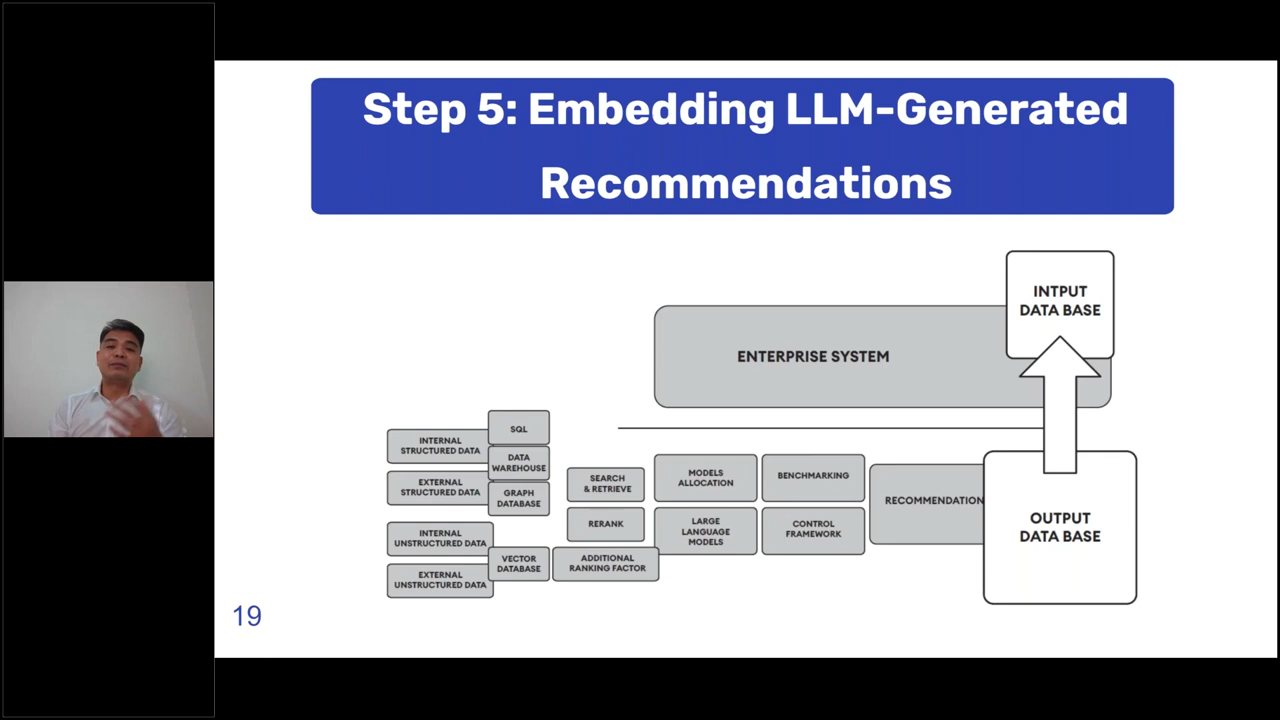 Step 5: Embedding LLM-Generated
Recommendations
INTPUT
DATA BASE
ENTERPRISE SYSTEM
INTERNAL
STRUCTURED DATA
EXTERNAL
STRUCTURED DATA
INTERNAL
UNSTRUCTURED DATA
EXTERNAL
UNSTRUCTURED DATA
SQL
DATA
WAREHOUSE
GRAPH
DATABASE
VECTOR
DATABASE
SEARCH
& RETRIEVE
RERANK
ADDITIONAL
RANKING FACTOR
MODELS
ALLOCATION
LARGE
LANGUAGE
MODELS
BENCHMARKING
CONTROL
FRAMEWORK
RECOMMENDATION
OUTPUT
DATA BASE
19